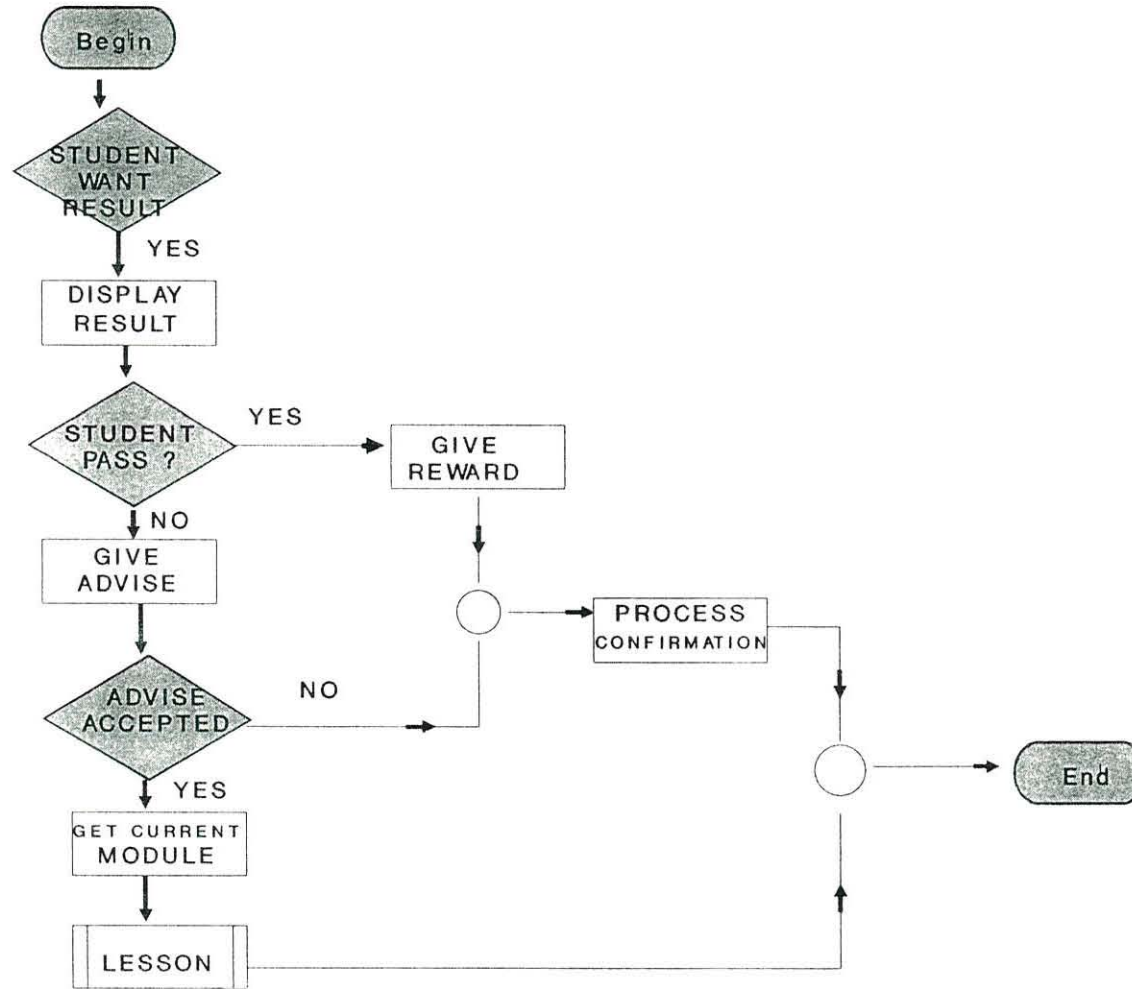 Begin
STUDENT
WANT
RESULT
YES
DISPLAY
RESULT
STUDENT
PASS ?
YES
GIVE
REWARD
NO
GIVE
ADVISE
PROCESS
CONFIRMATION
ADVISE
ACCEPTED
NO
YES
End
GET CURRENT
MODULE
LESSON